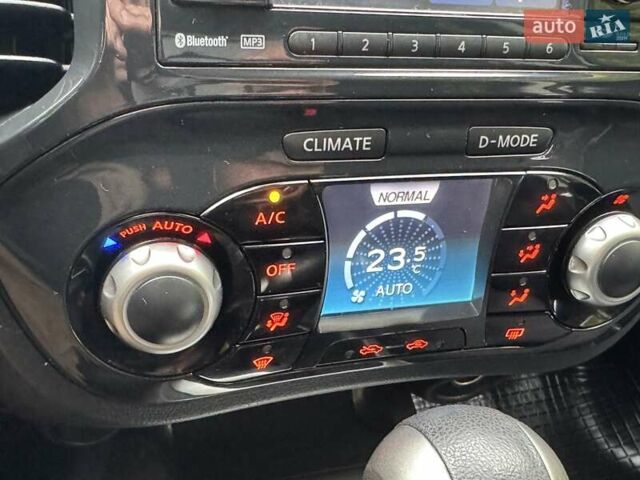 auto RIA
Bluetooth MP3 1 2 3 4 5 6
CLIMATE D-MODE
NORMAL
A/C
PUSH AUTO
23.5
°C
OFF
AUTO